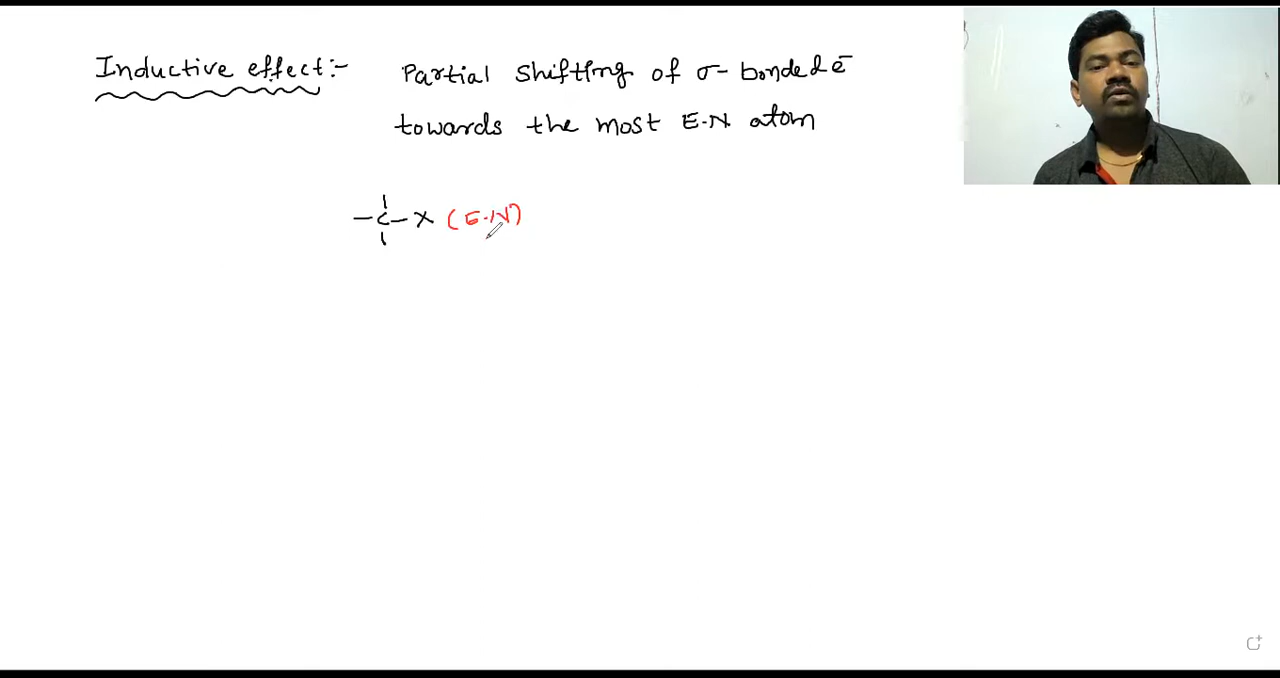 Inductive effect:- Partial Shifting of σ- bonded ē
towards the most E.N atom
-C-X (E.N)